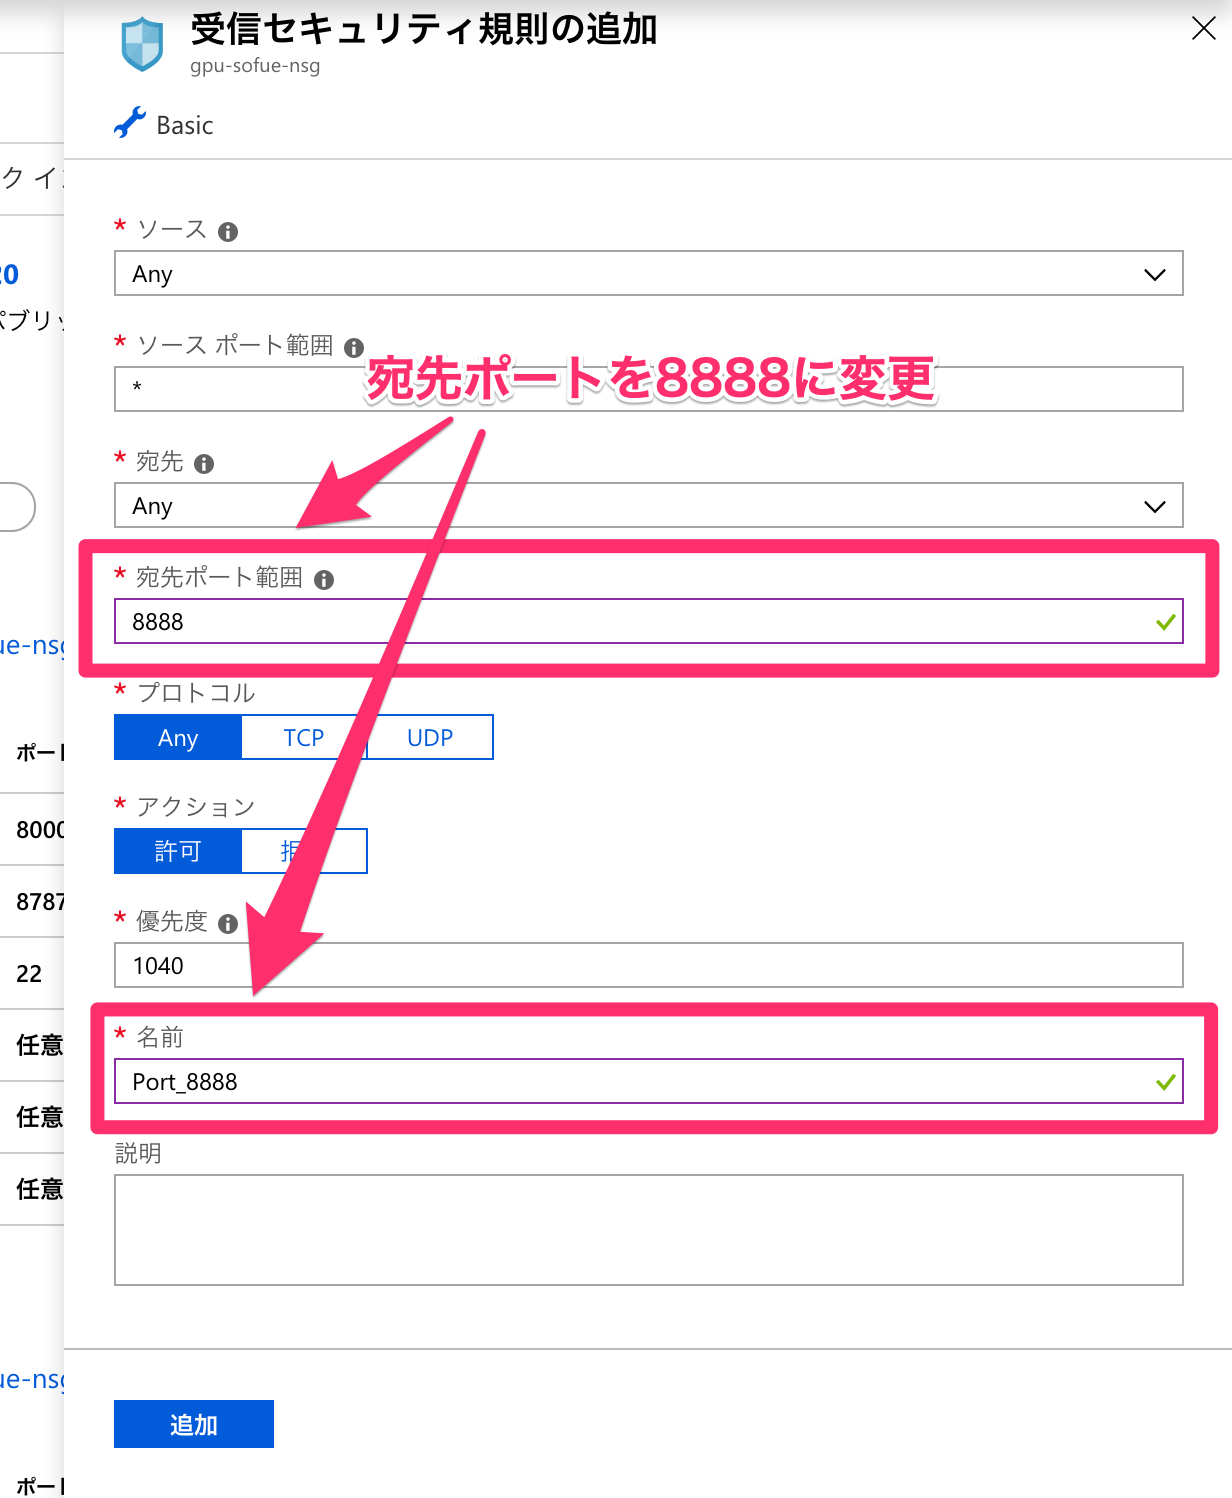 受信セキュリティ規則の追加
gpu-sofue-nsg
Basic
* ソース
Any
* ソース ポート範囲
*
宛先ポートを8888に変更
* 宛先
Any
* 宛先ポート範囲
8888
* プロトコル
Any TCP UDP
* アクション
許可
* 優先度
1040
* 名前
Port_8888
説明
追加
ク イ
20
パブリッ
ue-nsg
ポート
8000
8787
22
任意
任意
任意
ue-nsg
ポート